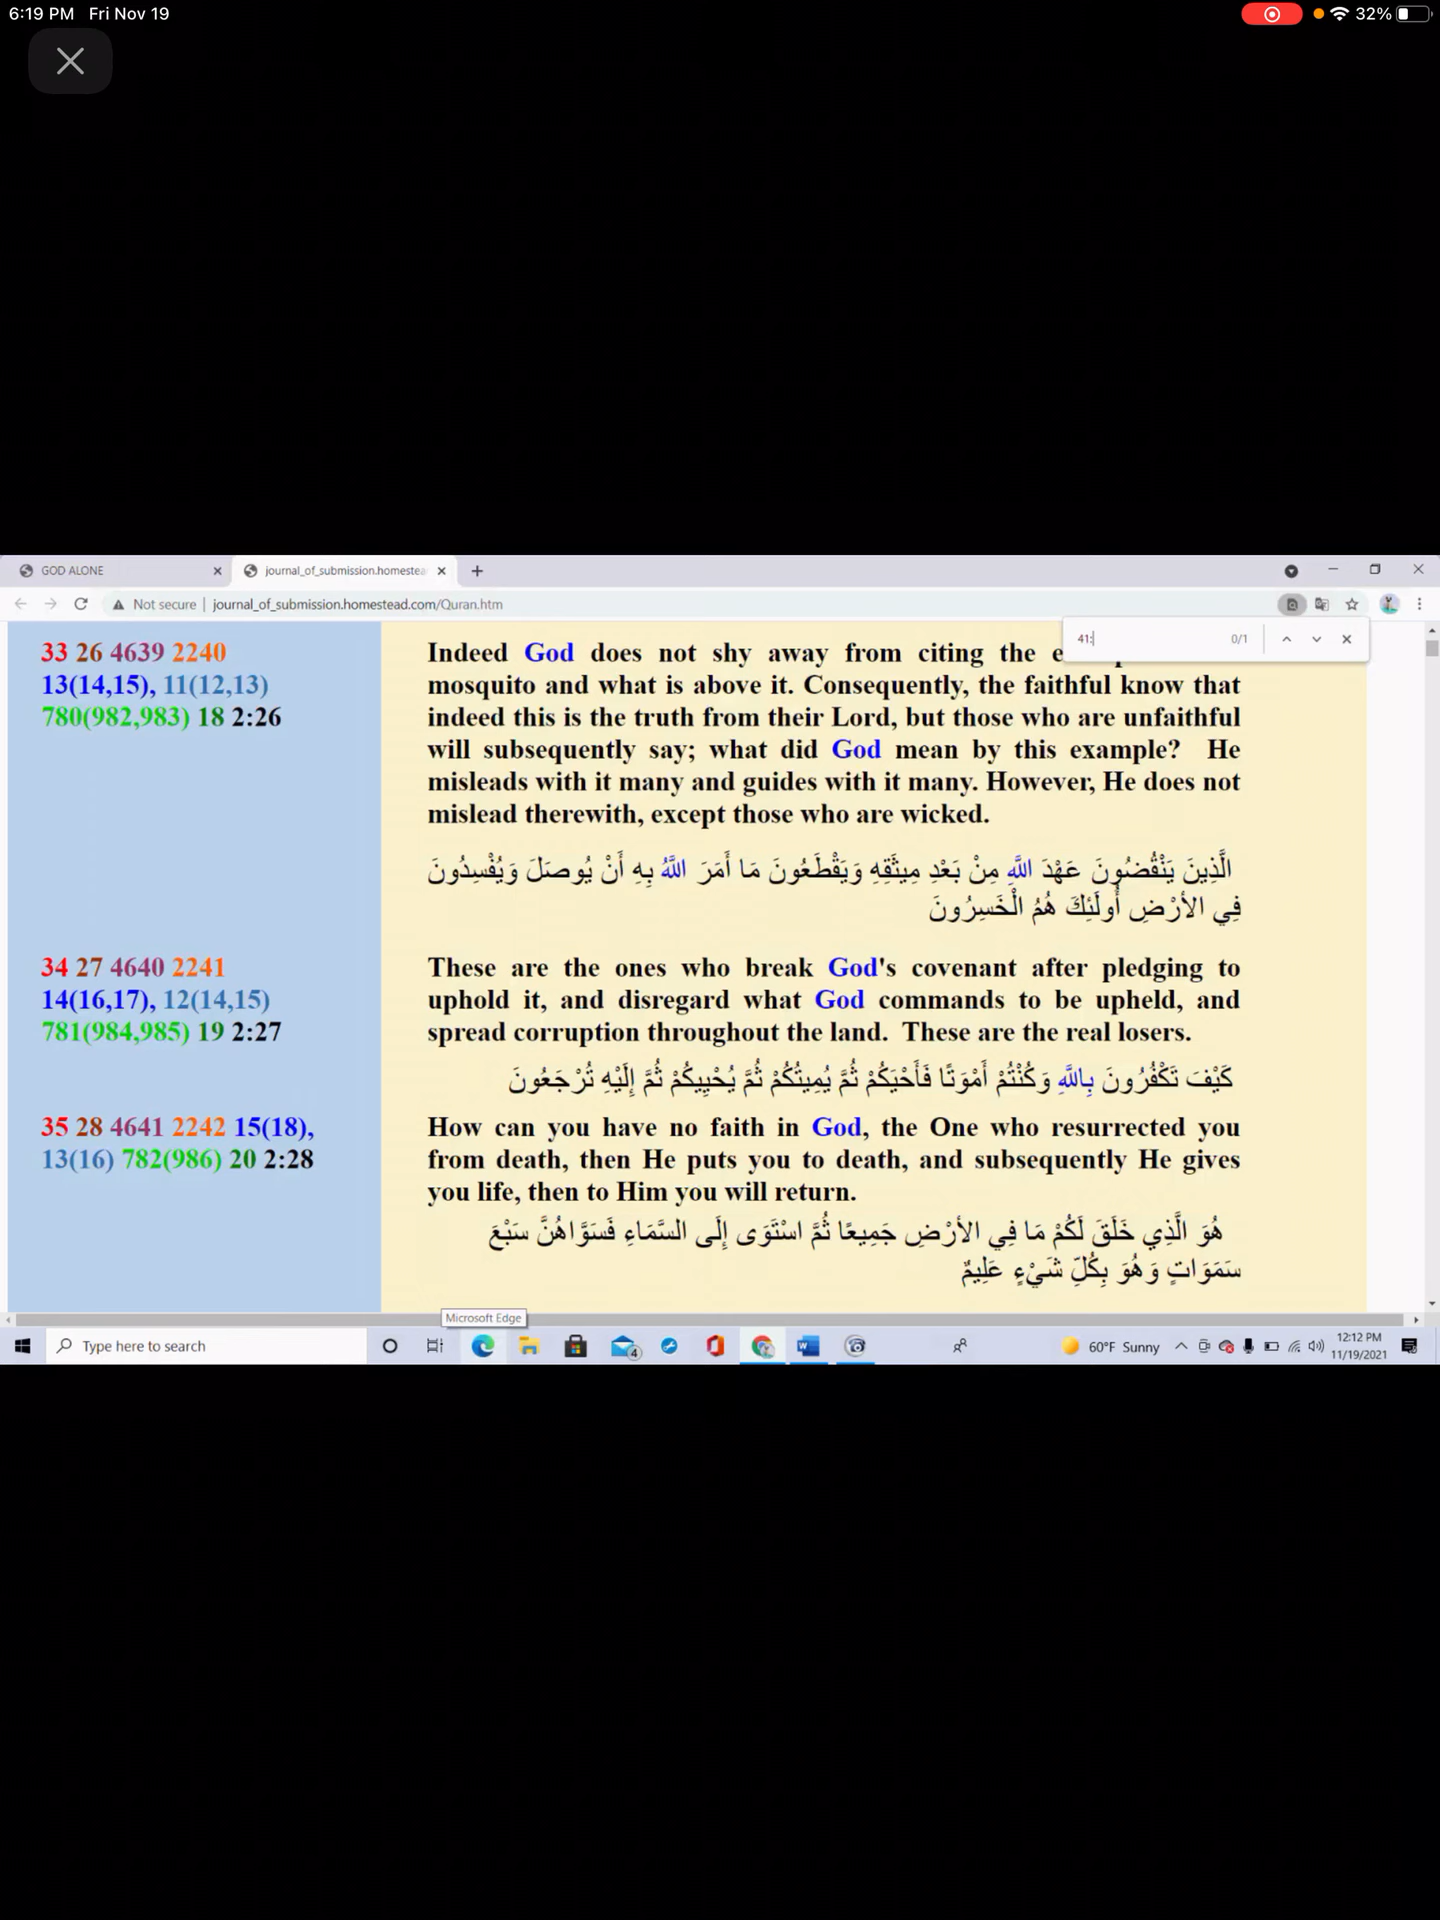 6:19 PM Fri Nov 19
32%
GOD ALONE
journal_of_submission.homestea
Not secure | journal_of_submission.homestead.com/Quran.htm
41:
0/1
33 26 4639 2240
13(14,15), 11(12,13)
780(982,983) 18 2:26
Indeed God does not shy away from citing the
mosquito and what is above it. Consequently, the faithful know that
indeed this is the truth from their Lord, but those who are unfaithful
will subsequently say; what did God mean by this example? He
misleads with it many and guides with it many. However, He does not
mislead therewith, except those who are wicked.
الَّذِينَ يَنْقُضُونَ عَهْدَ اللَّهِ مِنْ بَعْدِ مِيثَقِهِ وَيَقْطَعُونَ مَا أَمَرَ اللَّهُ بِهِ أَنْ يُوصَلَ وَيُفْسِدُونَ
فِي الأرْضِ أُولَئِكَ هُمُ الْخَسِرُونَ
34 27 4640 2241
14(16,17), 12(14,15)
781(984,985) 19 2:27
These are the ones who break God's covenant after pledging to
uphold it, and disregard what God commands to be upheld, and
spread corruption throughout the land. These are the real losers.
كَيْفَ تَكْفُرُونَ بِاللَّهِ وَكُنْتُمْ أَمْوَتًا فَأَحْيَكُمْ ثُمَّ يُمِيتُكُمْ ثُمَّ يُحْيِيكُمْ ثُمَّ إِلَيْهِ تُرْجَعُونَ
35 28 4641 2242 15(18),
13(16) 782(986) 20 2:28
How can you have no faith in God, the One who resurrected you
from death, then He puts you to death, and subsequently He gives
you life, then to Him you will return.
هُوَ الَّذِي خَلَقَ لَكُمْ مَا فِي الأرْضِ جَمِيعًا ثُمَّ اسْتَوَى إِلَى السَّمَاءِ فَسَوَّاهُنَّ سَبْعَ
سَمَوَاتٍ وَهُوَ بِكُلِّ شَيْءٍ عَلِيمٌ
Microsoft Edge
Type here to search
4
60°F Sunny
12:12 PM
11/19/2021